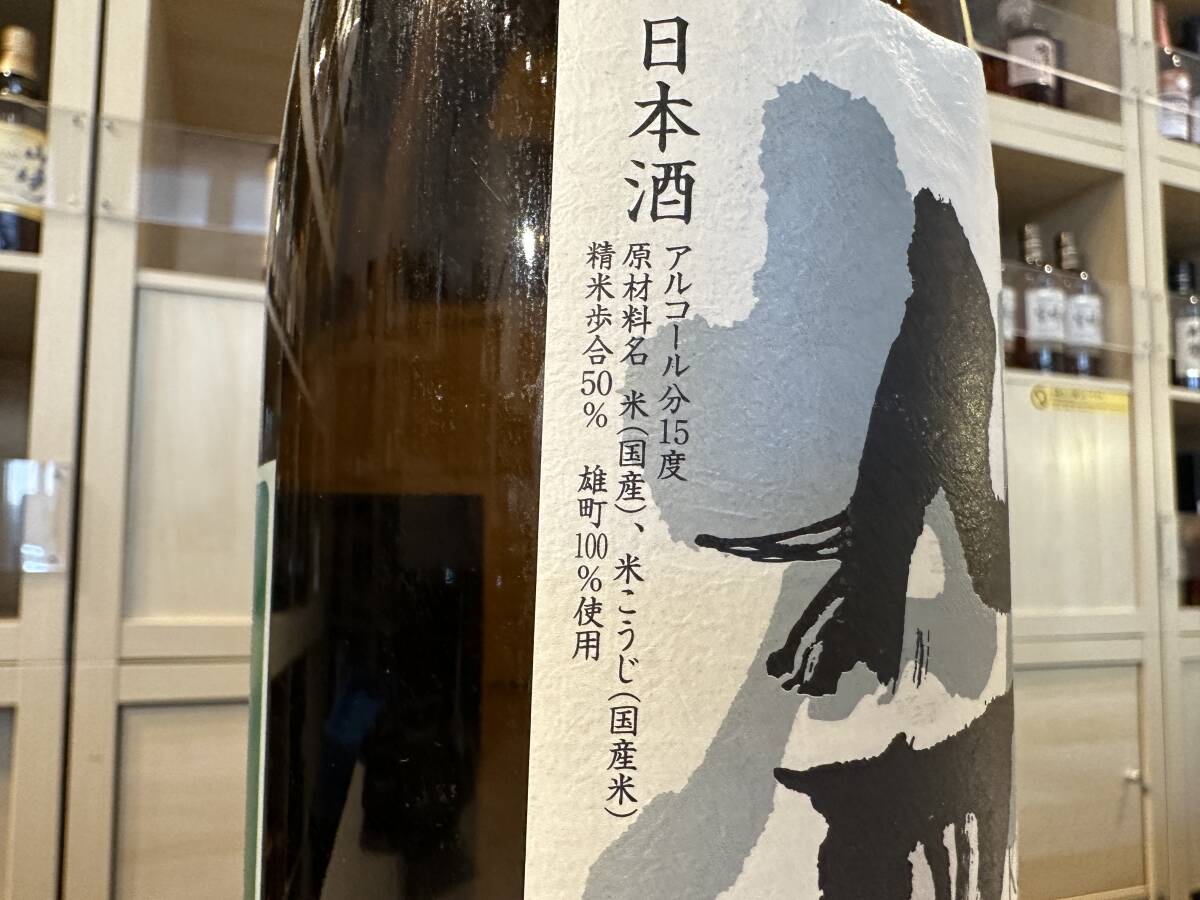 日本酒
アルコール分15度
原材料名 米(国産)、米こうじ(国産米)
精米歩合50% 雄町100%使用